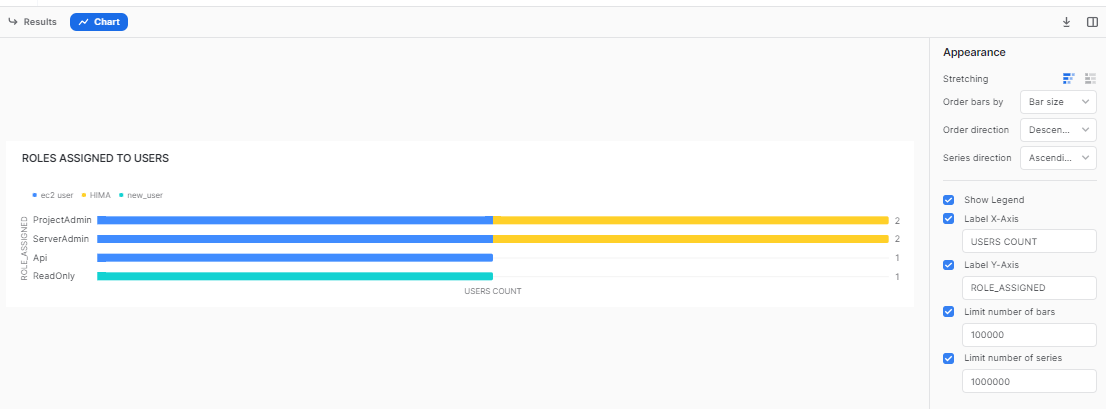 Results
Chart
ROLES ASSIGNED TO USERS
ec2 user HIMA new_user
ROLE_ASSIGNED
ProjectAdmin 2
ServerAdmin 2
Api 1
ReadOnly 1
USERS COUNT
Appearance
Stretching
Order bars by Bar size
Order direction Descen...
Series direction Ascendi...
Show Legend
Label X-Axis
USERS COUNT
Label Y-Axis
ROLE_ASSIGNED
Limit number of bars
100000
Limit number of series
1000000